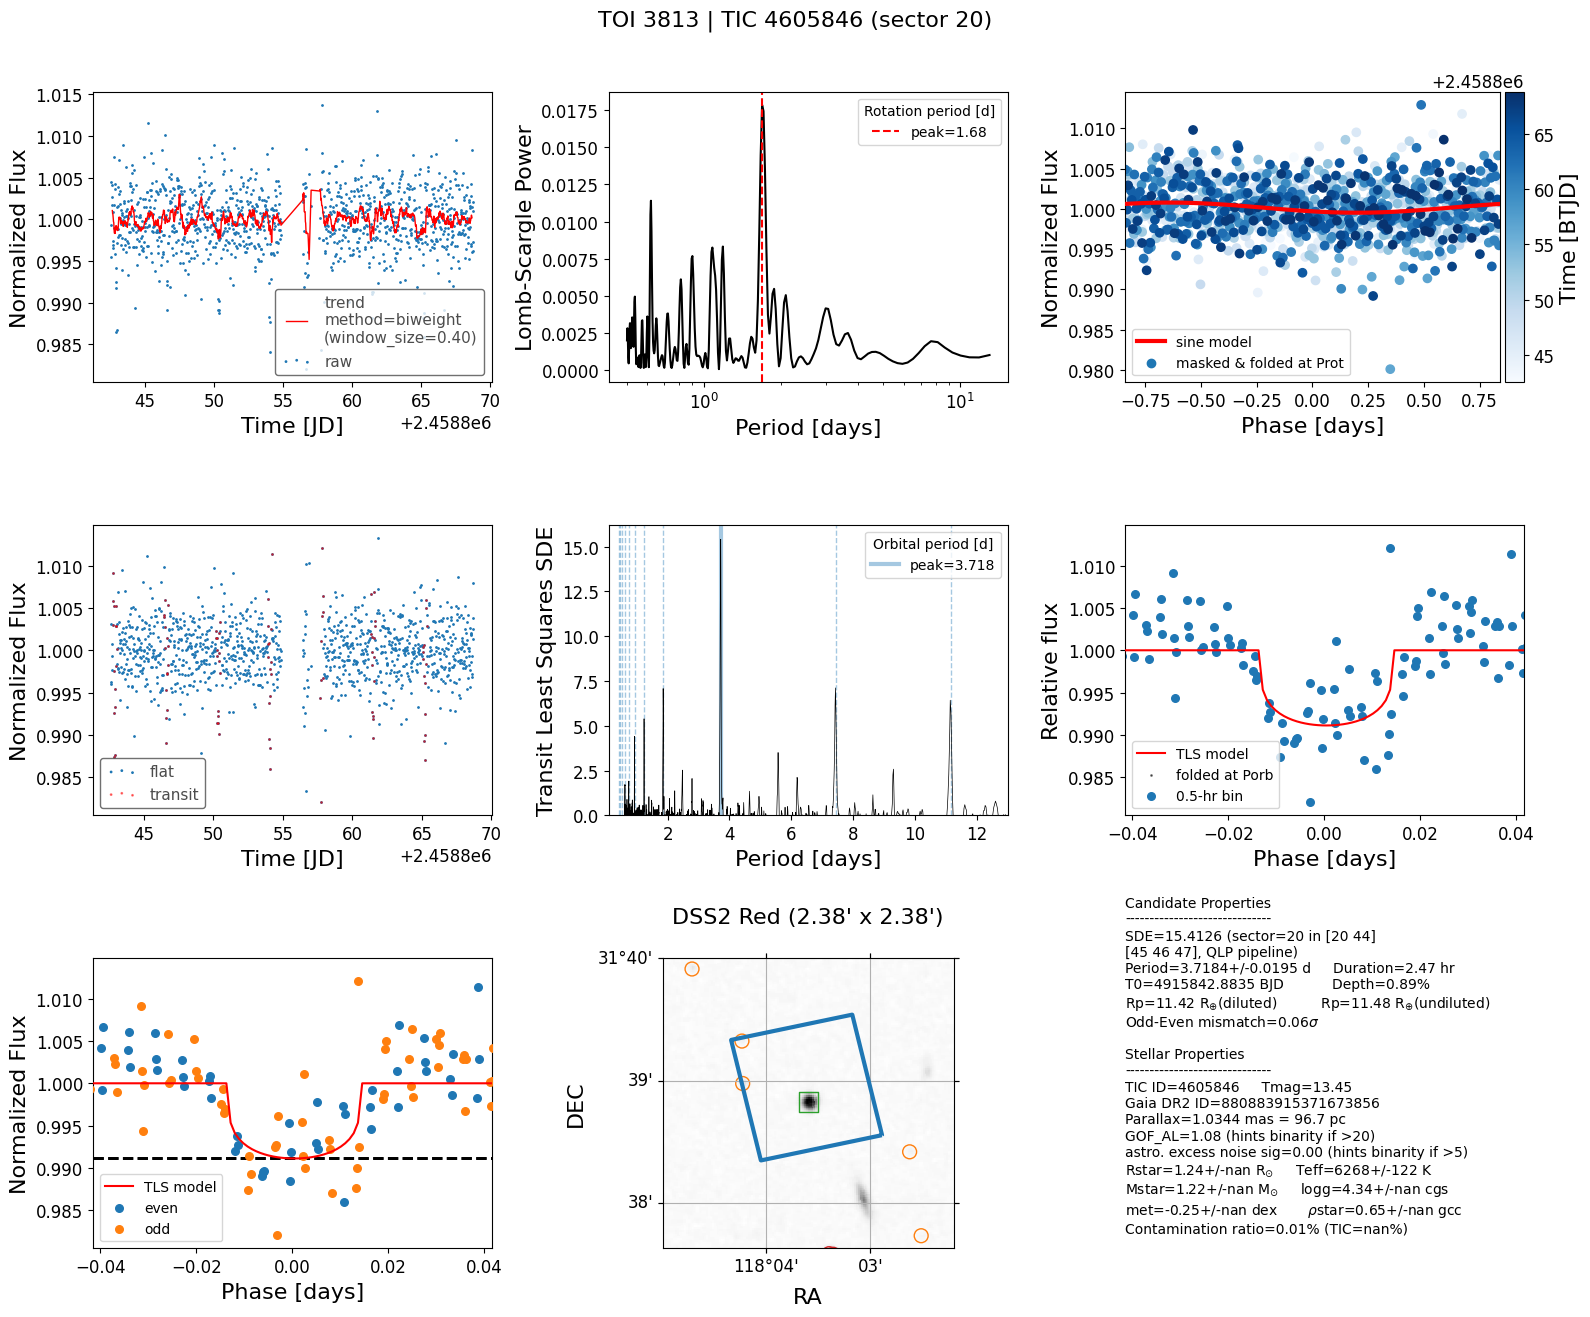 TOI 3813 | TIC 4605846 (sector 20)
Normalized Flux
1.015
1.010
1.005
1.000
0.995
0.990
0.985
trend
method=biweight
(window_size=0.40)
raw
45
50
55
60
65
70
Time [JD]
+2.4588e6
Lomb-Scargle Power
0.0175
0.0150
0.0125
0.0100
0.0075
0.0050
0.0025
0.0000
Rotation period [d]
peak=1.68
10^0
10^1
Period [days]
+2.4588e6
Normalized Flux
1.010
1.005
1.000
0.995
0.990
0.985
0.980
sine model
masked & folded at Prot
−0.75
−0.50
−0.25
0.00
0.25
0.50
0.75
Phase [days]
65
60
55
50
45
Time [BTJD]
Normalized Flux
1.010
1.005
1.000
0.995
0.990
0.985
flat
transit
45
50
55
60
65
70
Time [JD]
+2.4588e6
Transit Least Squares SDE
15.0
12.5
10.0
7.5
5.0
2.5
0.0
Orbital period [d]
peak=3.718
2
4
6
8
10
12
Period [days]
Relative flux
1.010
1.005
1.000
0.995
0.990
0.985
TLS model
folded at Porb
0.5-hr bin
−0.04
−0.02
0.00
0.02
0.04
Phase [days]
Normalized Flux
1.010
1.005
1.000
0.995
0.990
0.985
TLS model
even
odd
−0.04
−0.02
0.00
0.02
0.04
Phase [days]
DSS2 Red (2.38' x 2.38')
DEC
31°40'
39'
38'
118°04'
03'
RA
Candidate Properties
------------------------------
SDE=15.4126 (sector=20 in [20 44]
[45 46 47], QLP pipeline)
Period=3.7184+/-0.0195 d Duration=2.47 hr
T0=4915842.8835 BJD Depth=0.89%
Rp=11.42 R⊕(diluted) Rp=11.48 R⊕(undiluted)
Odd-Even mismatch=0.06σ
Stellar Properties
------------------------------
TIC ID=4605846 Tmag=13.45
Gaia DR2 ID=880883915371673856
Parallax=1.0344 mas = 96.7 pc
GOF_AL=1.08 (hints binarity if >20)
astro. excess noise sig=0.00 (hints binarity if >5)
Rstar=1.24+/-nan R⊙ Teff=6268+/-122 K
Mstar=1.22+/-nan M⊙ logg=4.34+/-nan cgs
met=-0.25+/-nan dex ρstar=0.65+/-nan gcc
Contamination ratio=0.01% (TIC=nan%)